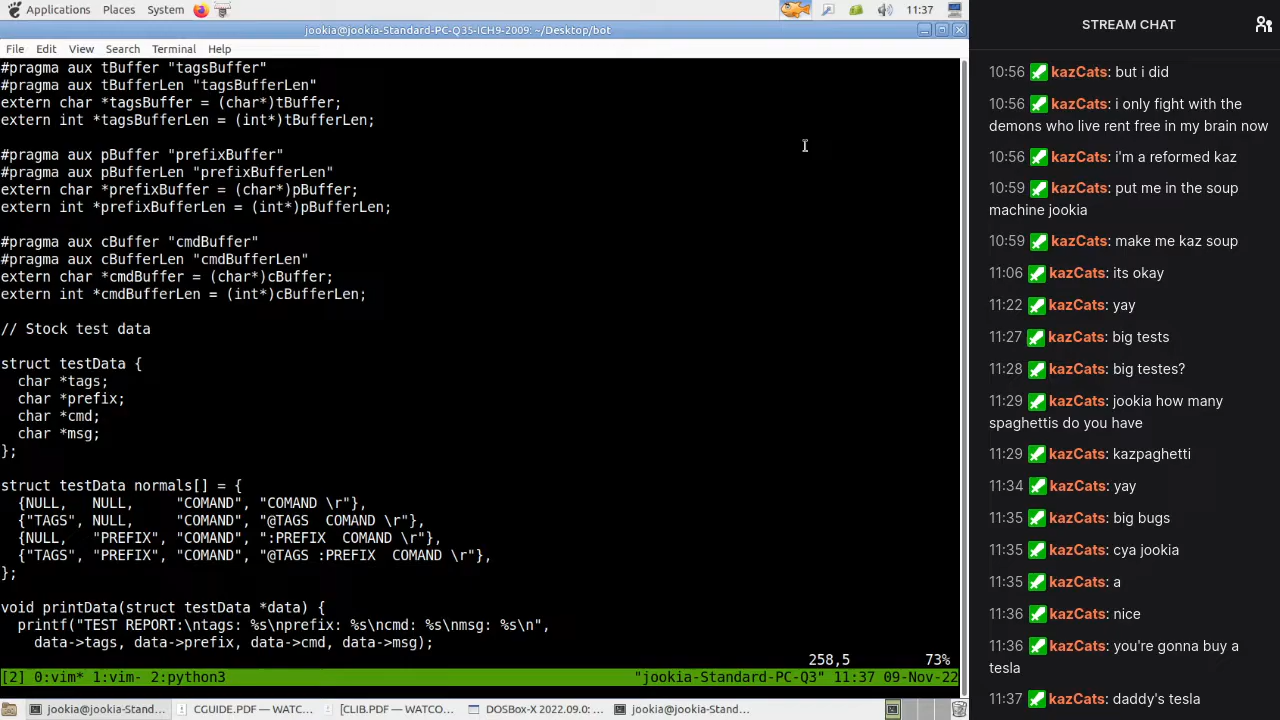 Applications Places System 11:37
jookia@jookia-Standard-PC-Q35-ICH9-2009: ~/Desktop/bot
File Edit View Search Terminal Help
#pragma aux tBuffer "tagsBuffer"
#pragma aux tBufferLen "tagsBufferLen"
extern char *tagsBuffer = (char*)tBuffer;
extern int *tagsBufferLen = (int*)tBufferLen;
#pragma aux pBuffer "prefixBuffer"
#pragma aux pBufferLen "prefixBufferLen"
extern char *prefixBuffer = (char*)pBuffer;
extern int *prefixBufferLen = (int*)pBufferLen;
#pragma aux cBuffer "cmdBuffer"
#pragma aux cBufferLen "cmdBufferLen"
extern char *cmdBuffer = (char*)cBuffer;
extern int *cmdBufferLen = (int*)cBufferLen;
// Stock test data
struct testData {
  char *tags;
  char *prefix;
  char *cmd;
  char *msg;
};
struct testData normals[] = {
  {NULL,   NULL,     "COMAND", "COMAND \r"},
  {"TAGS", NULL,     "COMAND", "@TAGS  COMAND \r"},
  {NULL,   "PREFIX", "COMAND", ":PREFIX  COMAND \r"},
  {"TAGS", "PREFIX", "COMAND", "@TAGS :PREFIX  COMAND \r"},
};
void printData(struct testData *data) {
  printf("TEST REPORT:\ntags: %s\nprefix: %s\ncmd: %s\nmsg: %s\n",
    data->tags, data->prefix, data->cmd, data->msg);
258,5 73%
[2] 0:vim* 1:vim- 2:python3 "jookia-Standard-PC-Q3" 11:37 09-Nov-22
jookia@jookia-Stand... CGUIDE.PDF — WATC... [CLIB.PDF — WATCO... DOSBox-X 2022.09.0: ... jookia@jookia-Stand...
STREAM CHAT
10:56 kazCats: but i did
10:56 kazCats: i only fight with the
demons who live rent free in my brain now
10:56 kazCats: i'm a reformed kaz
10:59 kazCats: put me in the soup
machine jookia
10:59 kazCats: make me kaz soup
11:06 kazCats: its okay
11:22 kazCats: yay
11:27 kazCats: big tests
11:28 kazCats: big testes?
11:29 kazCats: jookia how many
spaghettis do you have
11:29 kazCats: kazpaghetti
11:34 kazCats: yay
11:35 kazCats: big bugs
11:35 kazCats: cya jookia
11:35 kazCats: a
11:36 kazCats: nice
11:36 kazCats: you're gonna buy a
tesla
11:37 kazCats: daddy's tesla